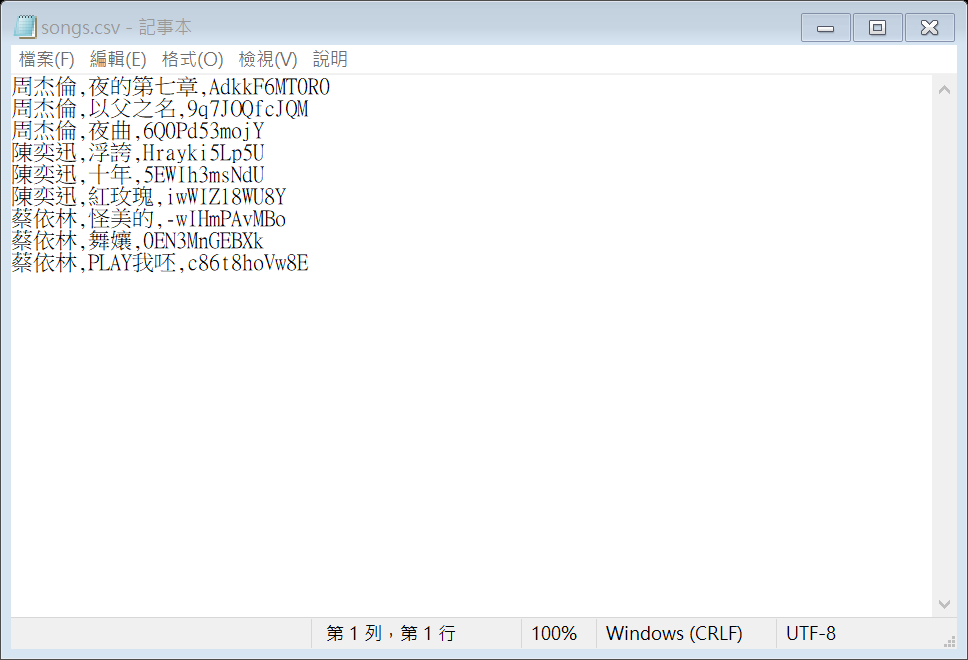 songs.csv - 記事本
檔案(F) 編輯(E) 格式(O) 檢視(V) 說明
周杰倫,夜的第七章,AdkkF6MT0R0
周杰倫,以父之名,9q7JOQfcJQM
周杰倫,夜曲,6Q0Pd53mojY
陳奕迅,浮誇,Hrayki5Lp5U
陳奕迅,十年,5EWIh3msNdU
陳奕迅,紅玫瑰,iwWIZ18WU8Y
蔡依林,怪美的,-wIHmPAvMBo
蔡依林,舞孃,0EN3MnGEBXk
蔡依林,PLAY我呸,c86t8hoVw8E
第 1 列，第 1 行 100% Windows (CRLF) UTF-8